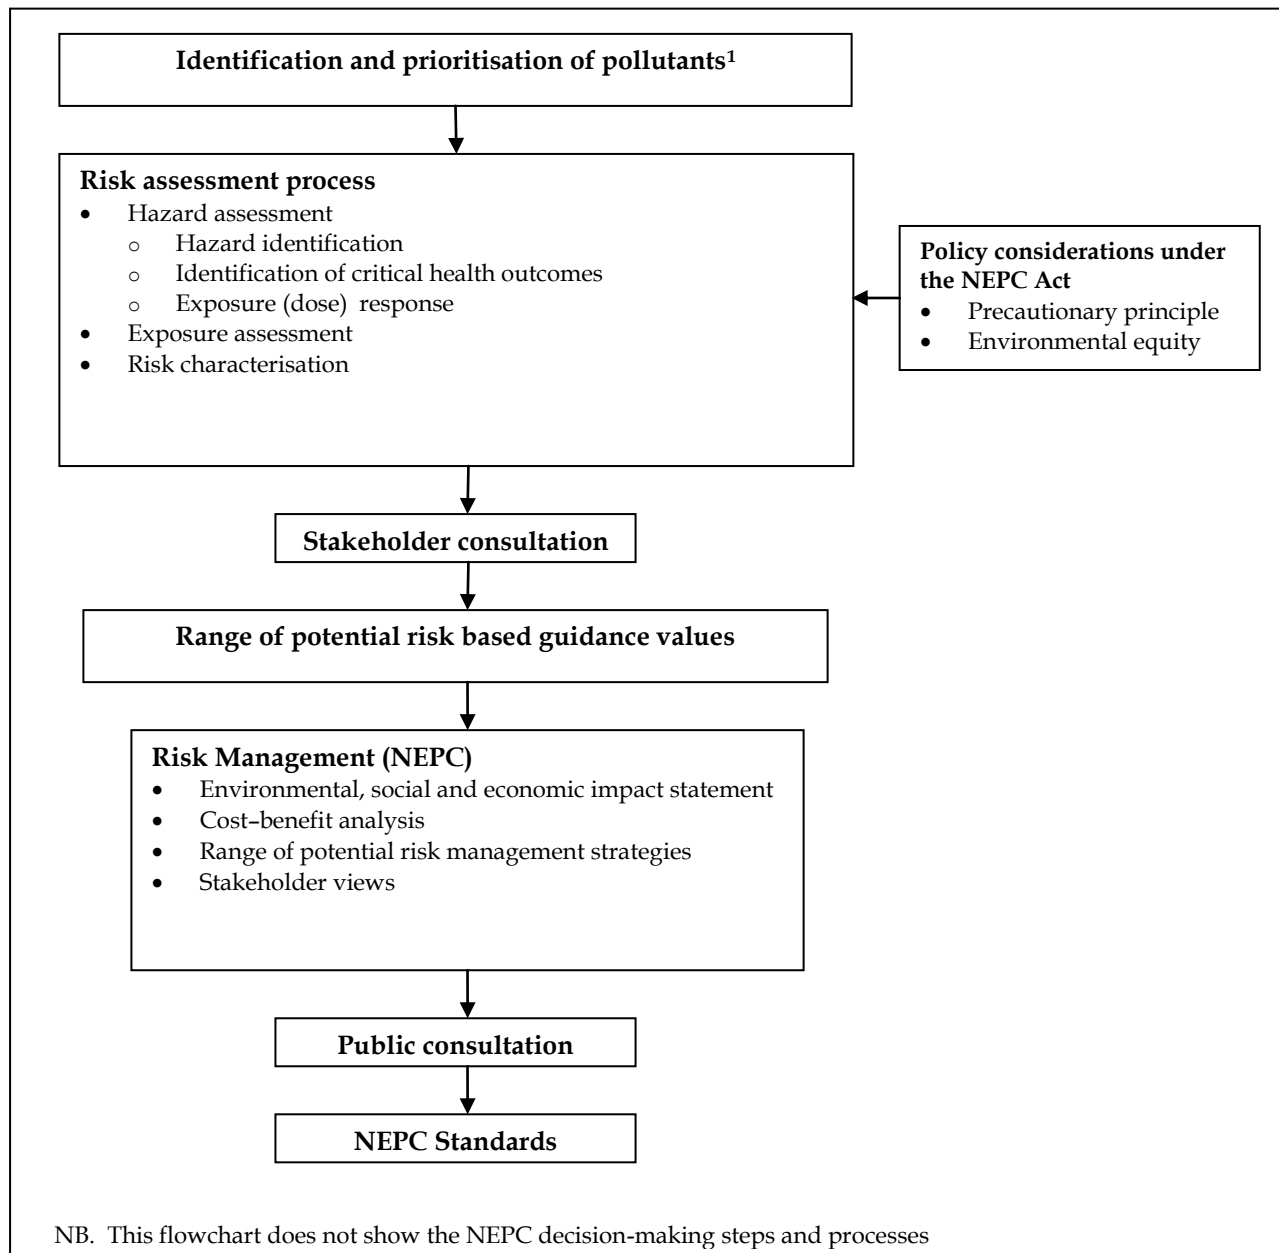 Identification and prioritisation of pollutants¹
Risk assessment process
• Hazard assessment
o Hazard identification
o Identification of critical health outcomes
o Exposure (dose) response
• Exposure assessment
• Risk characterisation
Policy considerations under
the NEPC Act
• Precautionary principle
• Environmental equity
Stakeholder consultation
Range of potential risk based guidance values
Risk Management (NEPC)
• Environmental, social and economic impact statement
• Cost–benefit analysis
• Range of potential risk management strategies
• Stakeholder views
Public consultation
NEPC Standards
NB. This flowchart does not show the NEPC decision-making steps and processes